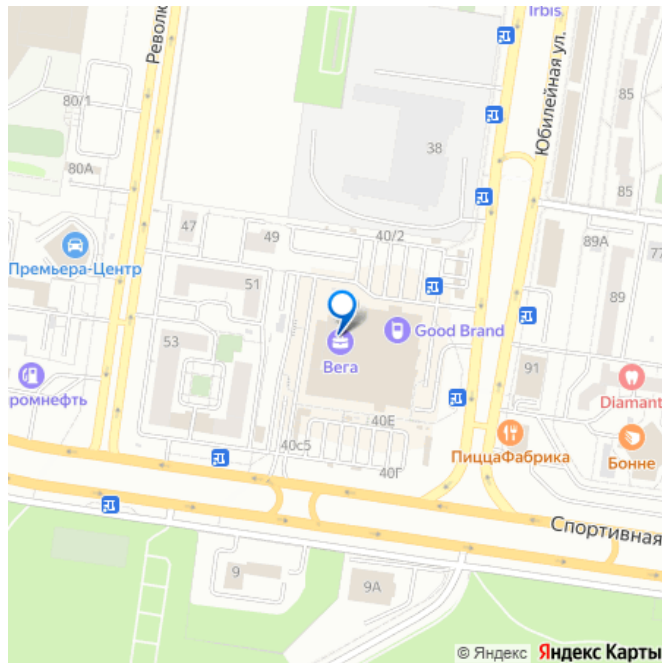 Irbis
Револю
Юбилейная ул.
80/1
85
38
80А
85
47
49
40/2
89А
77
Премьера-Центр
51
89
Good Brand
53
Вега
91
Diamant
ромнефть
40Е
ПиццаФабрика
Бонне
40с5
40Г
Спортивная
9
9А
© Яндекс Яндекс Карты